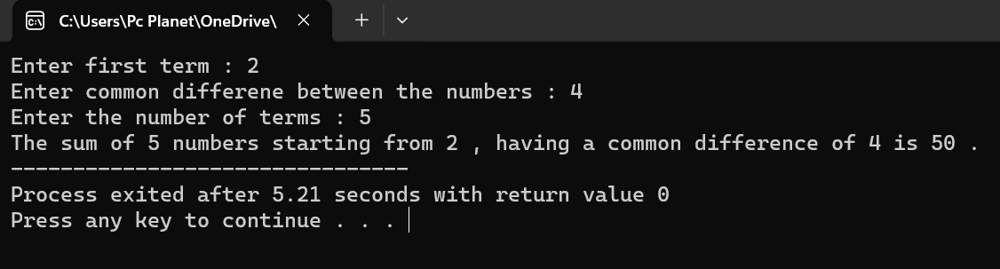 C:\Users\Pc Planet\OneDrive\
Enter first term : 2
Enter common differene between the numbers : 4
Enter the number of terms : 5
The sum of 5 numbers starting from 2 , having a common difference of 4 is 50 .
--------------------------------
Process exited after 5.21 seconds with return value 0
Press any key to continue . . .